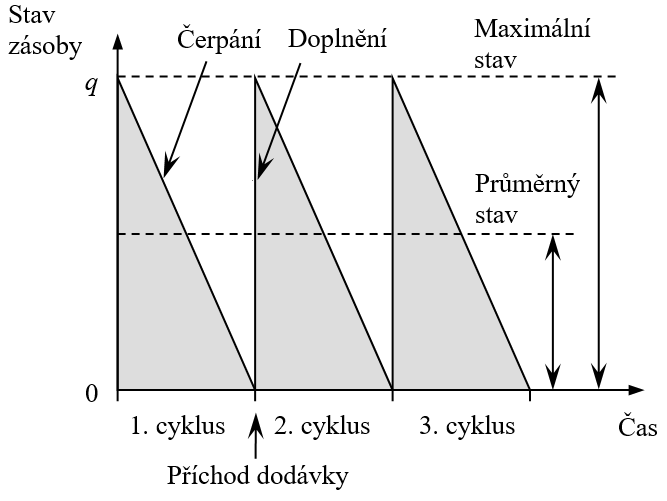 Stav
zásoby
Čerpání
Doplnění
Maximální
stav
q
Průměrný
stav
0
1. cyklus
2. cyklus
3. cyklus
Čas
Příchod dodávky